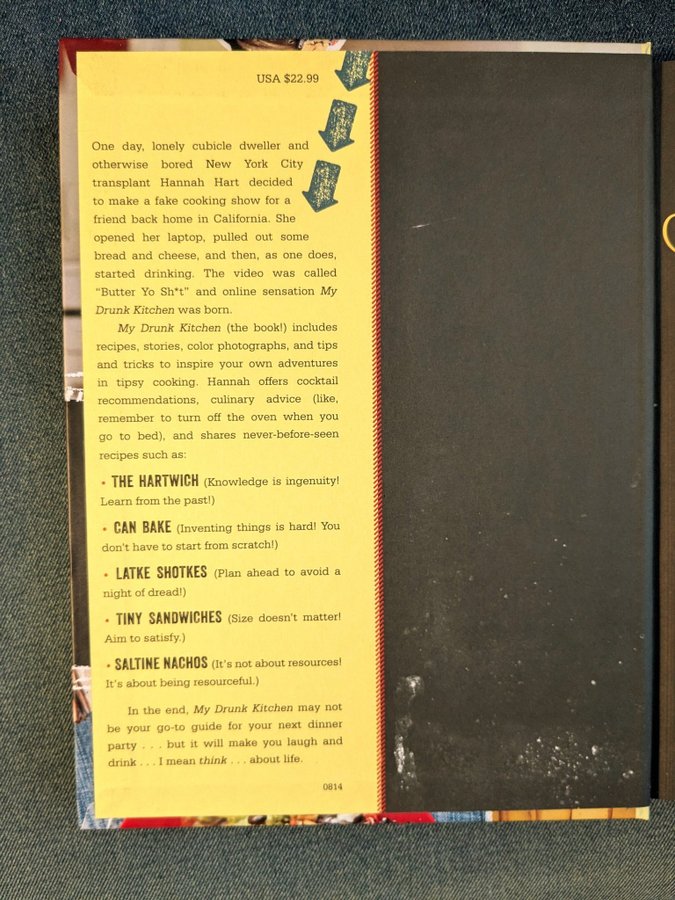 USA $22.99
One day, lonely cubicle dweller and
otherwise bored New York City
transplant Hannah Hart decided
to make a fake cooking show for a
friend back home in California. She
opened her laptop, pulled out some
bread and cheese, and then, as one does,
started drinking. The video was called
“Butter Yo Sh*t” and online sensation My
Drunk Kitchen was born.
My Drunk Kitchen (the book!) includes
recipes, stories, color photographs, and tips
and tricks to inspire your own adventures
in tipsy cooking. Hannah offers cocktail
recommendations, culinary advice (like,
remember to turn off the oven when you
go to bed), and shares never-before-seen
recipes such as:
• THE HARTWICH (Knowledge is ingenuity!
Learn from the past!)
• CAN BAKE (Inventing things is hard! You
don’t have to start from scratch!)
• LATKE SHOTKES (Plan ahead to avoid a
night of dread!)
• TINY SANDWICHES (Size doesn’t matter!
Aim to satisfy.)
• SALTINE NACHOS (It’s not about resources!
It’s about being resourceful.)
In the end, My Drunk Kitchen may not
be your go-to guide for your next dinner
party . . . but it will make you laugh and
drink . . . I mean think . . . about life.
0814